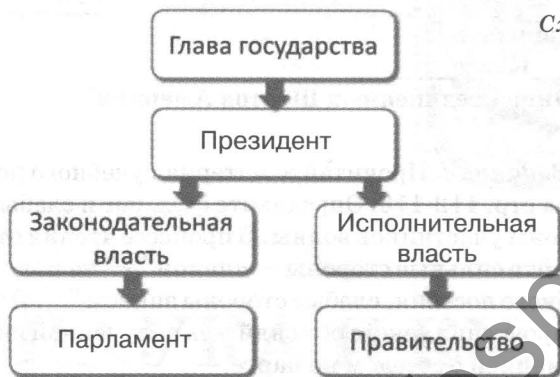 Глава государства
Президент
Законодательная
власть
Исполнительная
власть
Парламент
Правительство